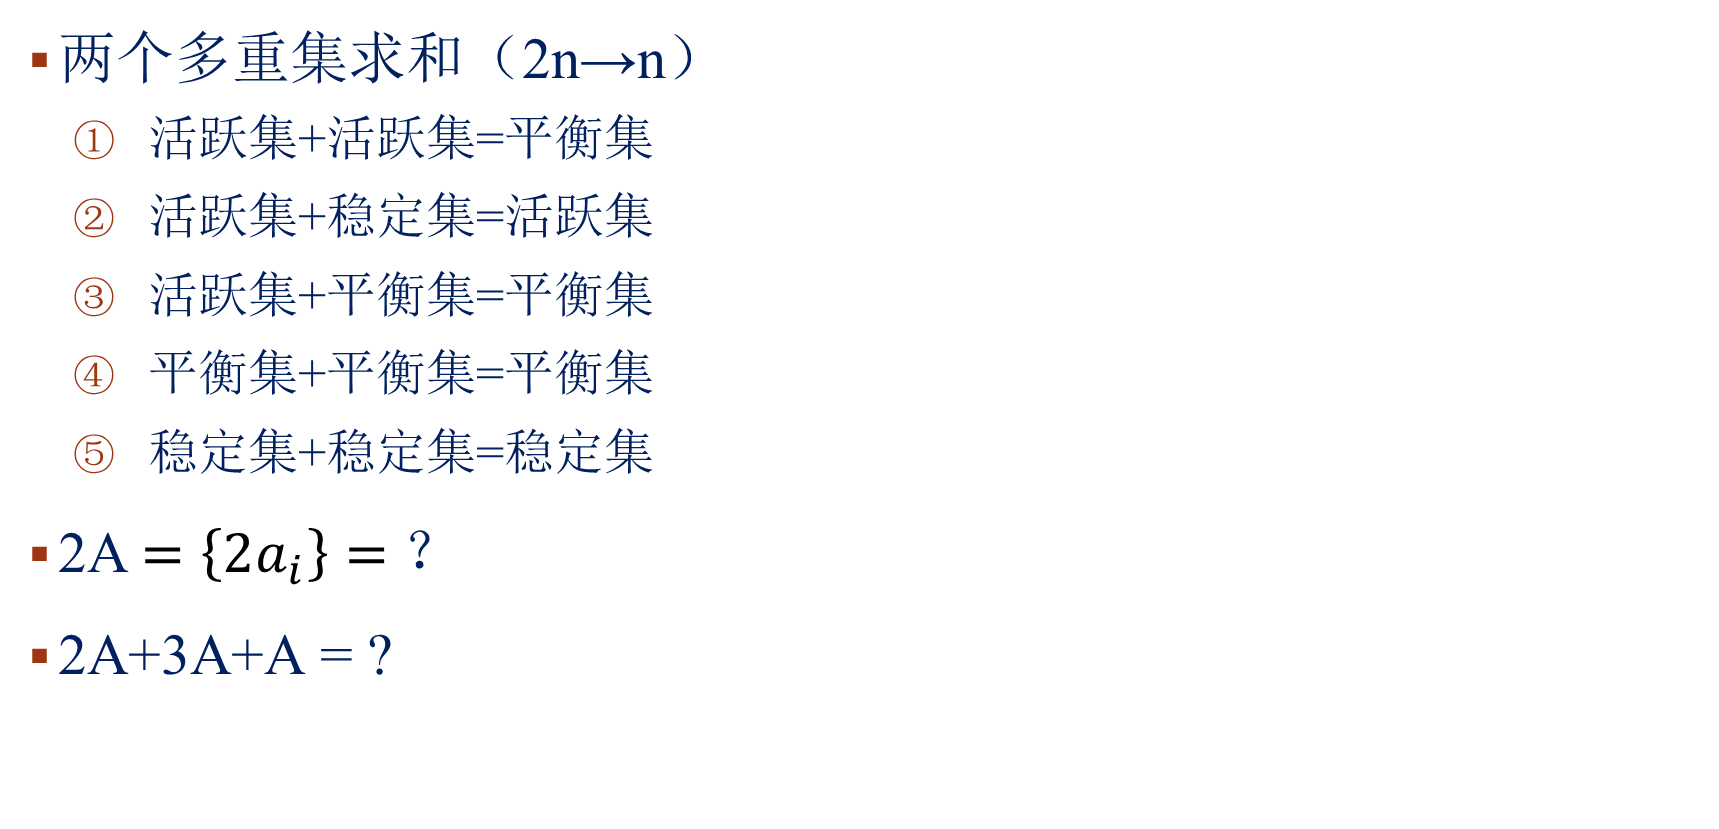 ▪两个多重集求和（2n→n）
① 活跃集+活跃集=平衡集
② 活跃集+稳定集=活跃集
③ 活跃集+平衡集=平衡集
④ 平衡集+平衡集=平衡集
⑤ 稳定集+稳定集=稳定集
▪2A = {2aᵢ} = ？
▪2A+3A+A = ?